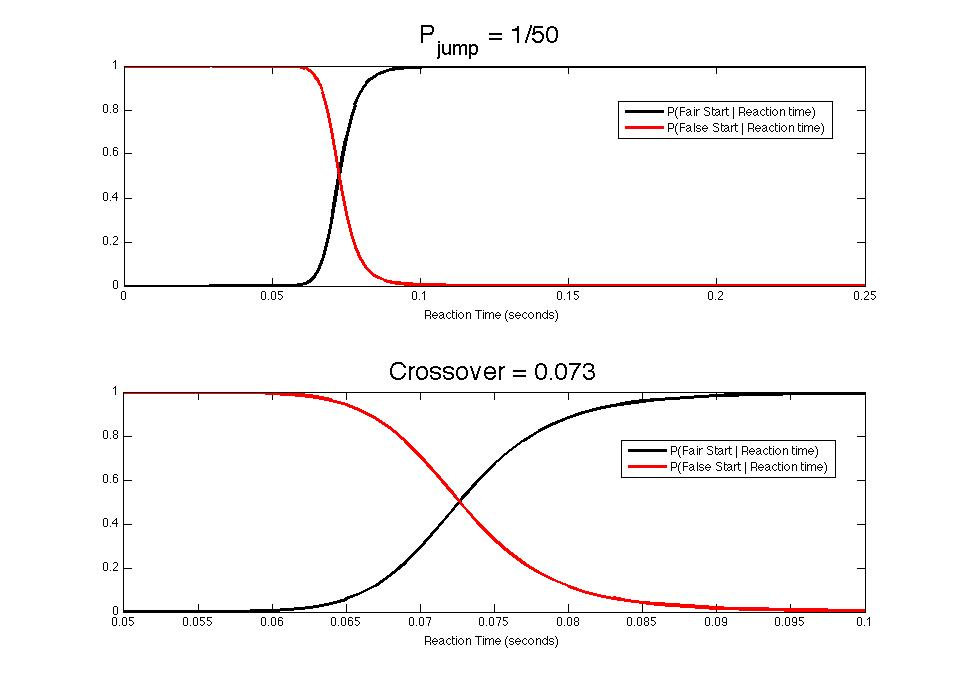 P_jump = 1/50
1
0.8
0.6
0.4
0.2
0
P(Fair Start | Reaction time)
P(False Start | Reaction time)
0 0.05 0.1 0.15 0.2 0.25
Reaction Time (seconds)
Crossover = 0.073
1
0.8
0.6
0.4
0.2
0
P(Fair Start | Reaction time)
P(False Start | Reaction time)
0.05 0.055 0.06 0.065 0.07 0.075 0.08 0.085 0.09 0.095 0.1
Reaction Time (seconds)